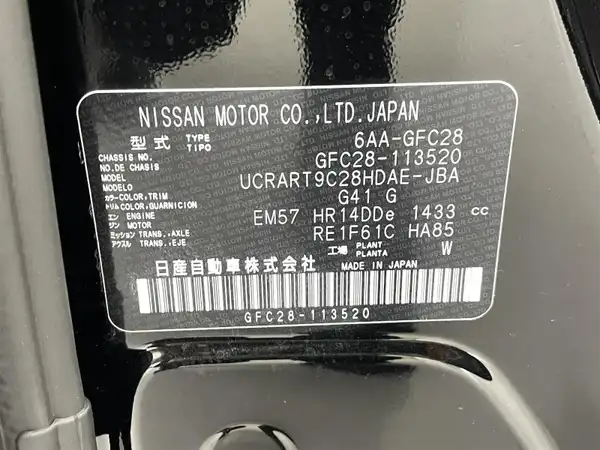 NISSAN MOTOR CO.,LTD.JAPAN
型式 TYPE TIPO 6AA-GFC28
CHASSIS NO. NO.DE CHASIS GFC28-113520
MODEL MODELO UCRART9C28HDAE-JBA
カラー COLOR,TRIM トリム COLOR,GUARNICION G41 G
エンジン ENGINE MOTOR EM57 HR14DDe 1433 cc
ミッション TRANS.,AXLE アクスル TRANS.,EJE RE1F61C HA85
工場 PLANT PLANTA W
日産自動車株式会社 MADE IN JAPAN
GFC28-113520